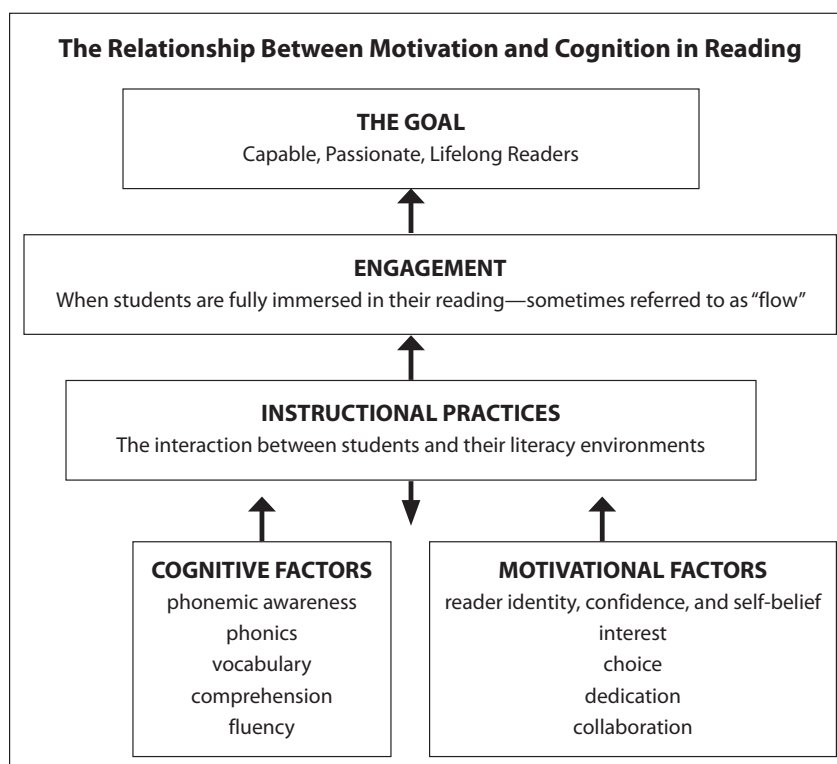 The Relationship Between Motivation and Cognition in Reading
THE GOAL
Capable, Passionate, Lifelong Readers
ENGAGEMENT
When students are fully immersed in their reading—sometimes referred to as “flow”
INSTRUCTIONAL PRACTICES
The interaction between students and their literacy environments
COGNITIVE FACTORS
phonemic awareness
phonics
vocabulary
comprehension
fluency
MOTIVATIONAL FACTORS
reader identity, confidence, and self-belief
interest
choice
dedication
collaboration